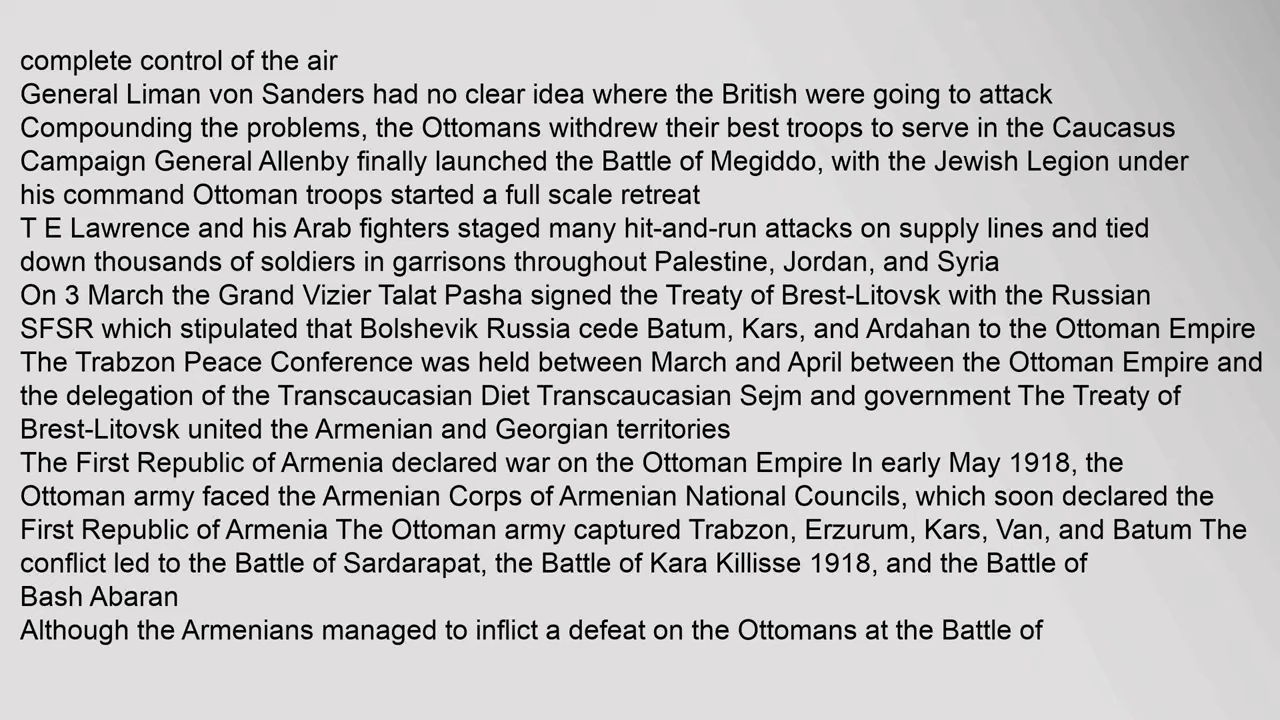 complete control of the air
General Liman von Sanders had no clear idea where the British were going to attack
Compounding the problems, the Ottomans withdrew their best troops to serve in the Caucasus
Campaign General Allenby finally launched the Battle of Megiddo, with the Jewish Legion under
his command Ottoman troops started a full scale retreat
T E Lawrence and his Arab fighters staged many hit-and-run attacks on supply lines and tied
down thousands of soldiers in garrisons throughout Palestine, Jordan, and Syria
On 3 March the Grand Vizier Talat Pasha signed the Treaty of Brest-Litovsk with the Russian
SFSR which stipulated that Bolshevik Russia cede Batum, Kars, and Ardahan to the Ottoman Empire
The Trabzon Peace Conference was held between March and April between the Ottoman Empire and
the delegation of the Transcaucasian Diet Transcaucasian Sejm and government The Treaty of
Brest-Litovsk united the Armenian and Georgian territories
The First Republic of Armenia declared war on the Ottoman Empire In early May 1918, the
Ottoman army faced the Armenian Corps of Armenian National Councils, which soon declared the
First Republic of Armenia The Ottoman army captured Trabzon, Erzurum, Kars, Van, and Batum The
conflict led to the Battle of Sardarapat, the Battle of Kara Killisse 1918, and the Battle of
Bash Abaran
Although the Armenians managed to inflict a defeat on the Ottomans at the Battle of